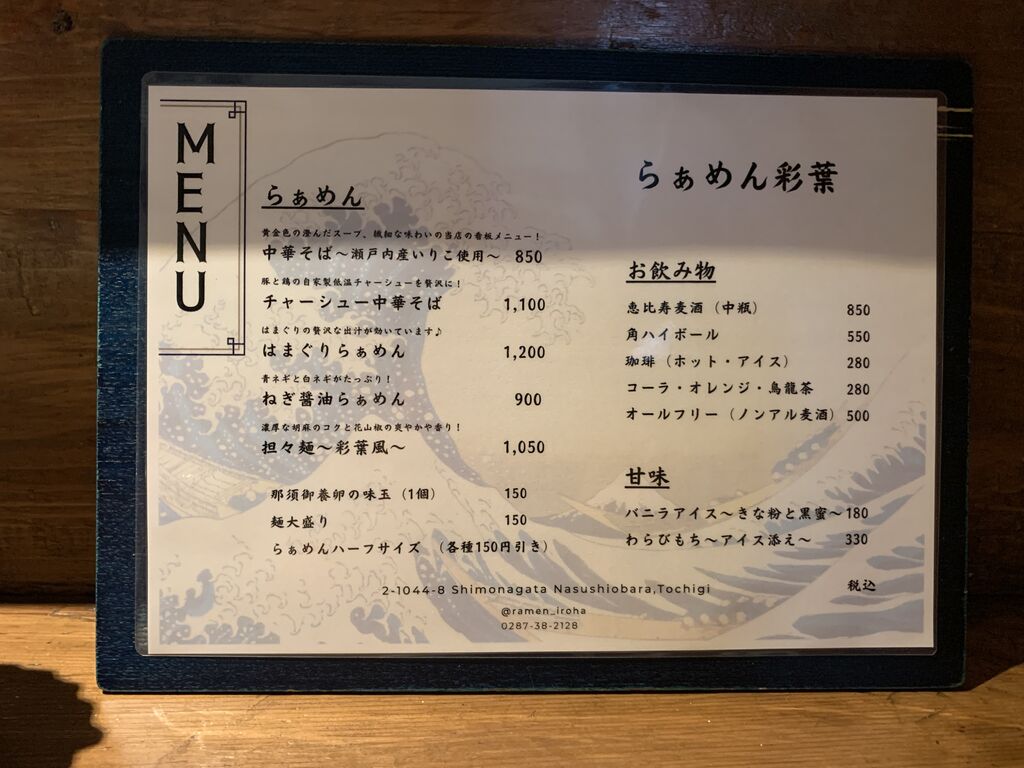 MENU
らぁめん
黄金色の澄んだスープ、繊細な味わいの当店の看板メニュー！
中華そば〜瀬戸内産いりこ使用〜 850
豚と鶏の自家製低温チャーシューを贅沢に！
チャーシュー中華そば 1,100
はまぐりの贅沢な出汁が効いています♪
はまぐりらぁめん 1,200
青ネギと白ネギがたっぷり！
ねぎ醤油らぁめん 900
濃厚な胡麻のコクと花山椒の爽やかや香り！
担々麺〜彩葉風〜 1,050
那須御養卵の味玉（1個） 150
麺大盛り 150
らぁめんハーフサイズ （各種150円引き）
らぁめん彩葉
お飲み物
恵比寿麦酒（中瓶） 850
角ハイボール 550
珈琲（ホット・アイス） 280
コーラ・オレンジ・烏龍茶 280
オールフリー（ノンアル麦酒） 500
甘味
バニラアイス〜きな粉と黒蜜〜 180
わらびもち〜アイス添え〜 330
税込
2-1044-8 Shimonagata Nasushiobara,Tochigi
@ramen_iroha
0287-38-2128